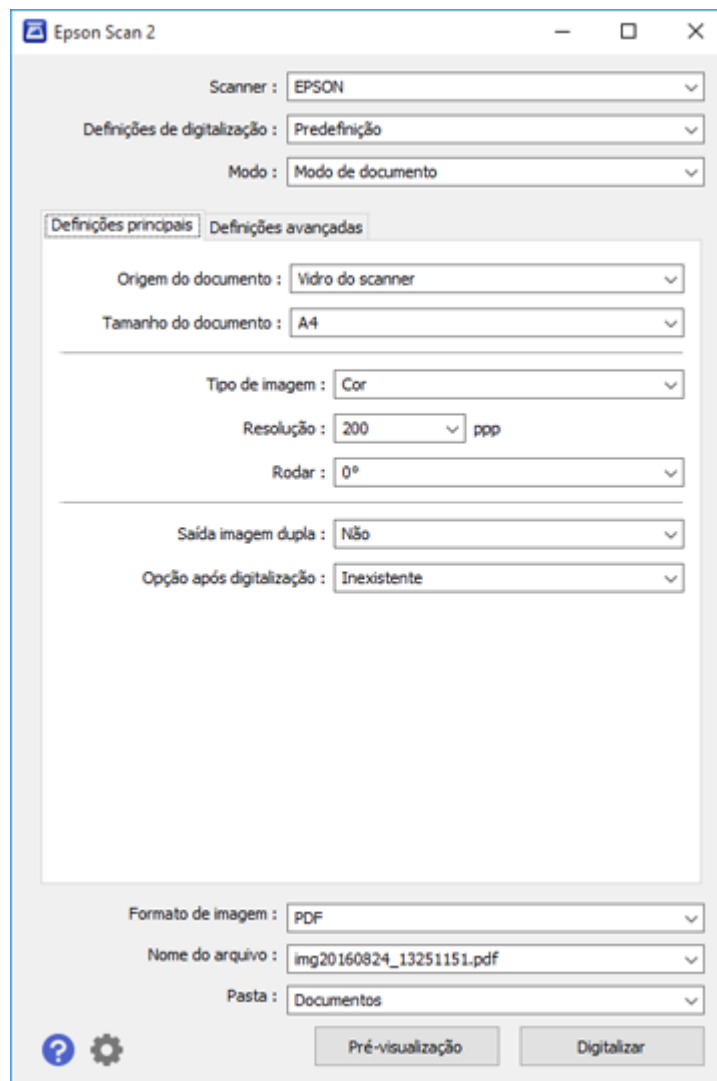 Epson Scan 2
Scanner : EPSON
Definições de digitalização : Predefinição
Modo : Modo de documento
Definições principais Definições avançadas
Origem do documento : Vidro do scanner
Tamanho do documento : A4
Tipo de imagem : Cor
Resolução : 200 ppp
Rodar : 0°
Saída imagem dupla : Não
Opção após digitalização : Inexistente
Formato de imagem : PDF
Nome do arquivo : img20160824_13251151.pdf
Pasta : Documentos
? Pré-visualização Digitalizar